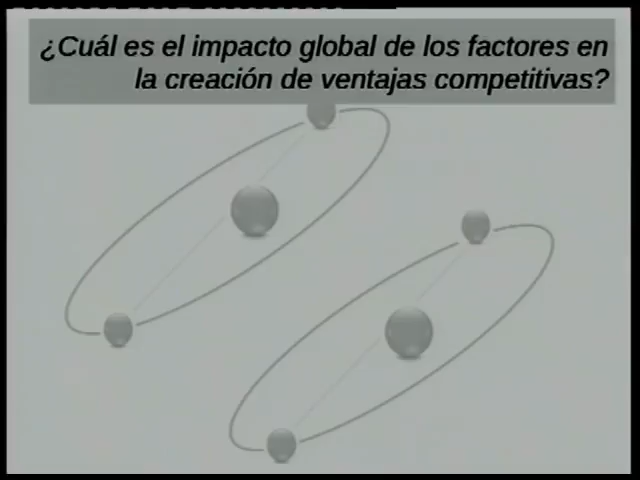 ¿Cuál es el impacto global de los factores en
la creación de ventajas competitivas?